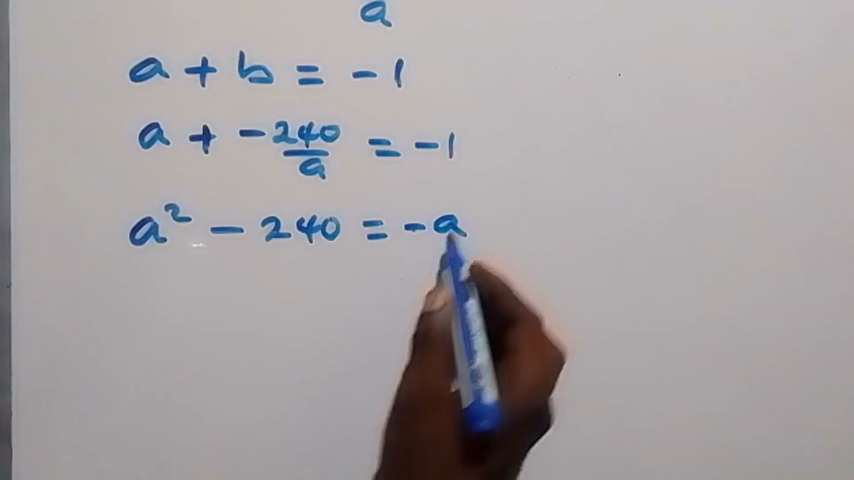 a
a + b = -1
a + -240/a = -1
a² - 240 = -a